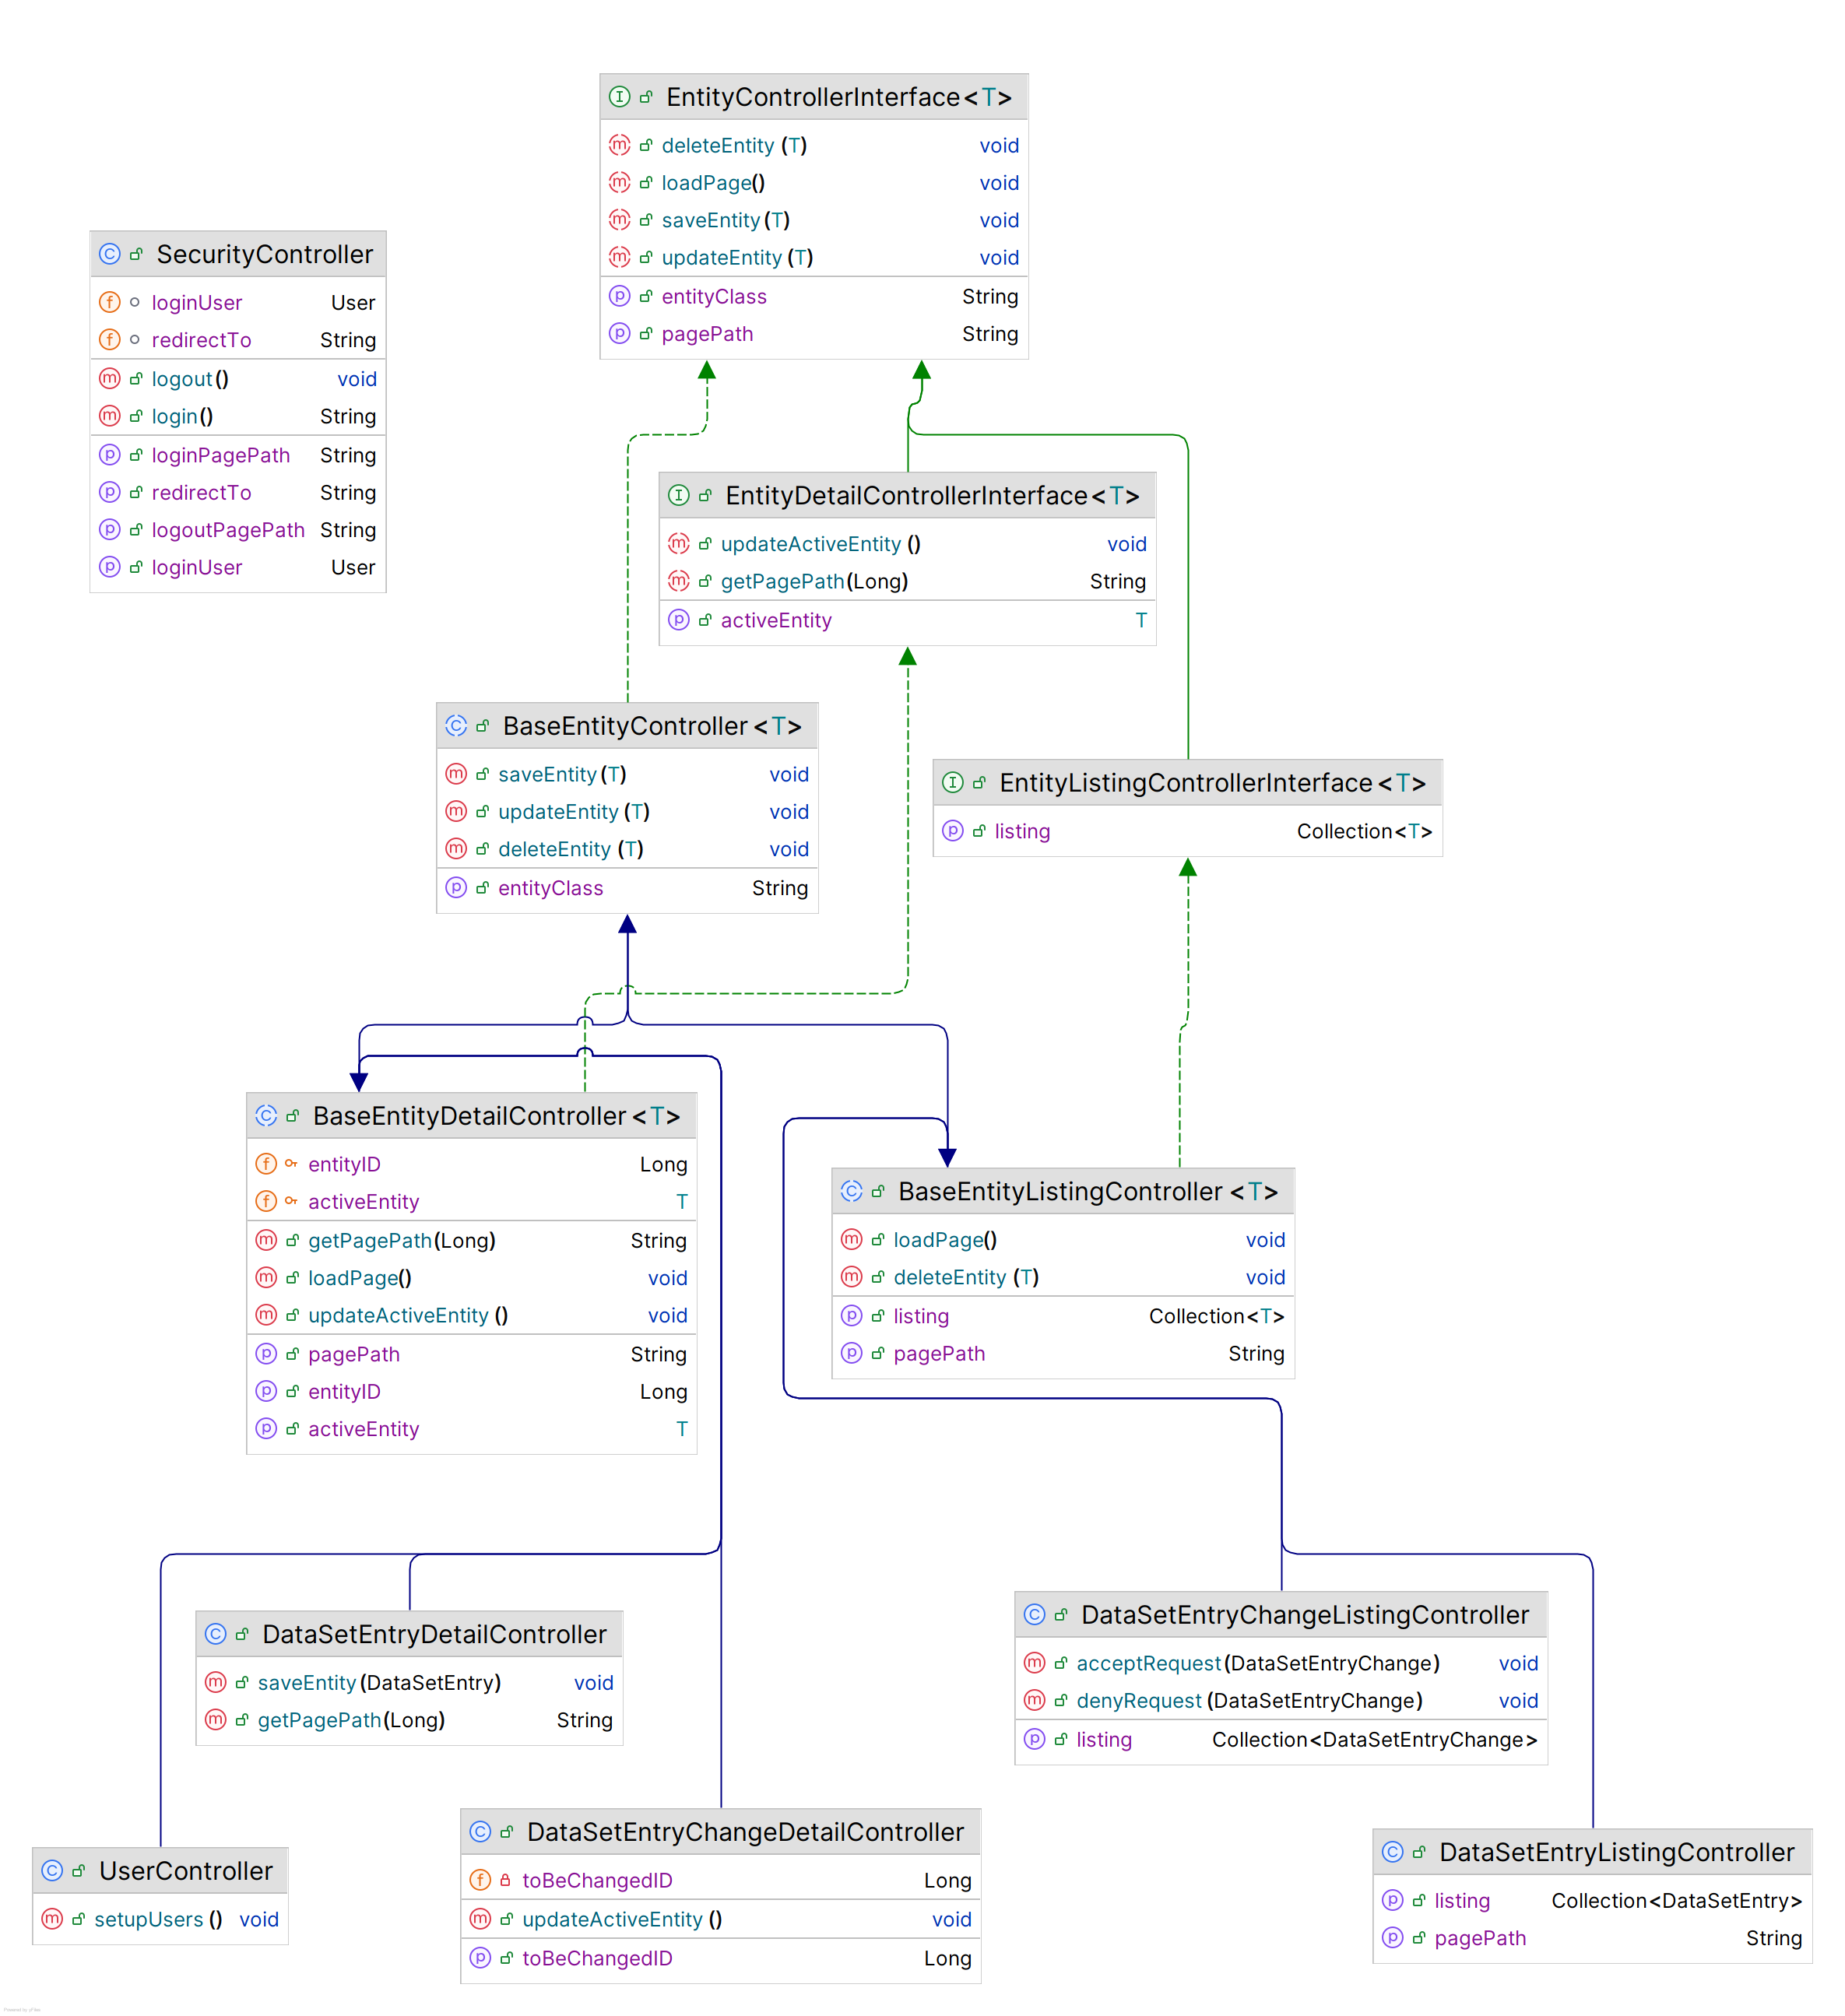 EntityControllerInterface<T>
deleteEntity (T) void
loadPage() void
saveEntity(T) void
updateEntity(T) void
entityClass String
pagePath String
SecurityController
loginUser User
redirectTo String
logout() void
login() String
loginPagePath String
redirectTo String
logoutPagePath String
loginUser User
EntityDetailControllerInterface<T>
updateActiveEntity () void
getPagePath(Long) String
activeEntity T
BaseEntityController<T>
saveEntity(T) void
updateEntity(T) void
deleteEntity (T) void
entityClass String
EntityListingControllerInterface<T>
listing Collection<T>
BaseEntityDetailController<T>
entityID Long
activeEntity T
getPagePath(Long) String
loadPage() void
updateActiveEntity () void
pagePath String
entityID Long
activeEntity T
BaseEntityListingController <T>
loadPage() void
deleteEntity (T) void
listing Collection<T>
pagePath String
DataSetEntryDetailController
saveEntity(DataSetEntry) void
getPagePath(Long) String
DataSetEntryChangeListingController
acceptRequest(DataSetEntryChange) void
denyRequest (DataSetEntryChange) void
listing Collection<DataSetEntryChange>
UserController
setupUsers () void
DataSetEntryChangeDetailController
toBeChangedID Long
updateActiveEntity () void
toBeChangedID Long
DataSetEntryListingController
listing Collection<DataSetEntry>
pagePath String
Powered by yFiles